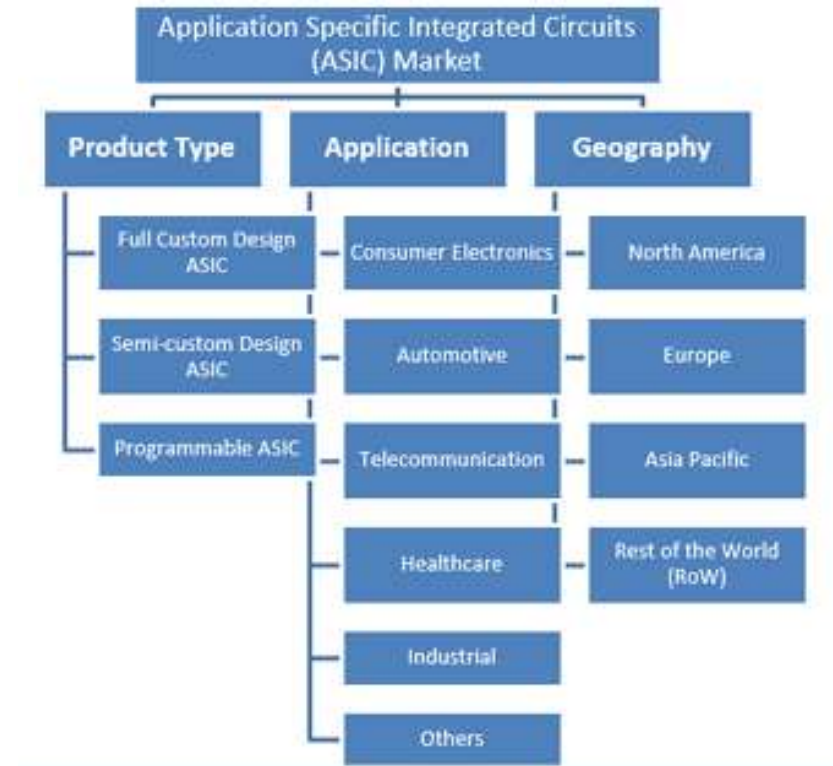 Application Specific Integrated Circuits
(ASIC) Market
Product Type
Application
Geography
Full Custom Design
ASIC
Semi-custom Design
ASIC
Programmable ASIC
Consumer Electronics
Automotive
Telecommunication
Healthcare
Industrial
Others
North America
Europe
Asia Pacific
Rest of the World
(RoW)